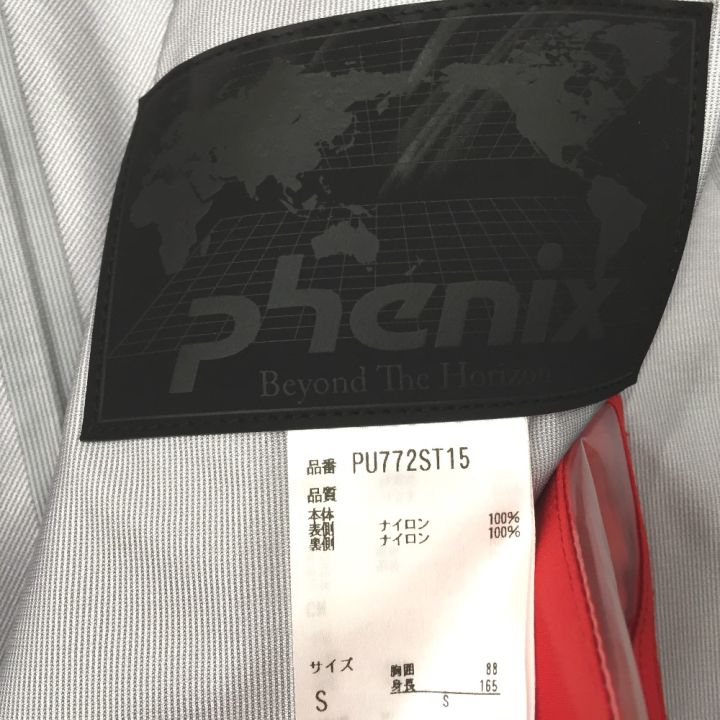 phenix
Beyond The Horizon
品番 PU772ST15
品質
本体
表側 ナイロン 100%
裏側 ナイロン 100%
サイズ 胸囲 88
身長 165
S S